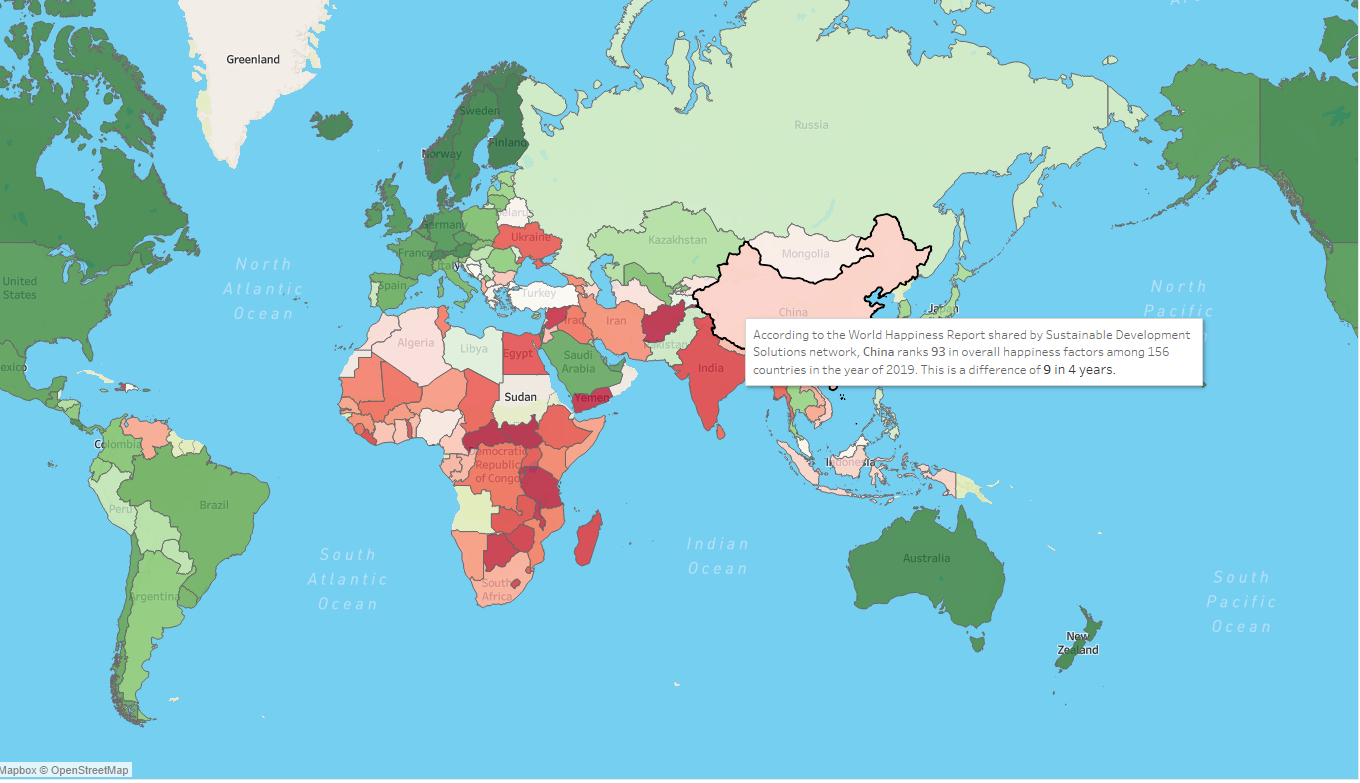 Greenland
Russia
Sweden
Finland
Norway
Germany
Ukraine
France
Kazakhstan
Mongolia
Italy
United
States
North
Atlantic
Ocean
Spain
Turkey
North
Pacific
China
Japan
Iraq
Iran
Algeria
Libya
Egypt
Saudi
Arabia
India
According to the World Happiness Report shared by Sustainable Development
Solutions network, China ranks 93 in overall happiness factors among 156
countries in the year of 2019. This is a difference of 9 in 4 years.
Sudan
Yemen
Colombia
Democratic
Republic
of Congo
Indonesia
Peru
Brazil
South
Atlantic
Ocean
Indian
Ocean
Australia
South
Africa
Argentina
South
Pacific
Ocean
New
Zealand
Mapbox © OpenStreetMap